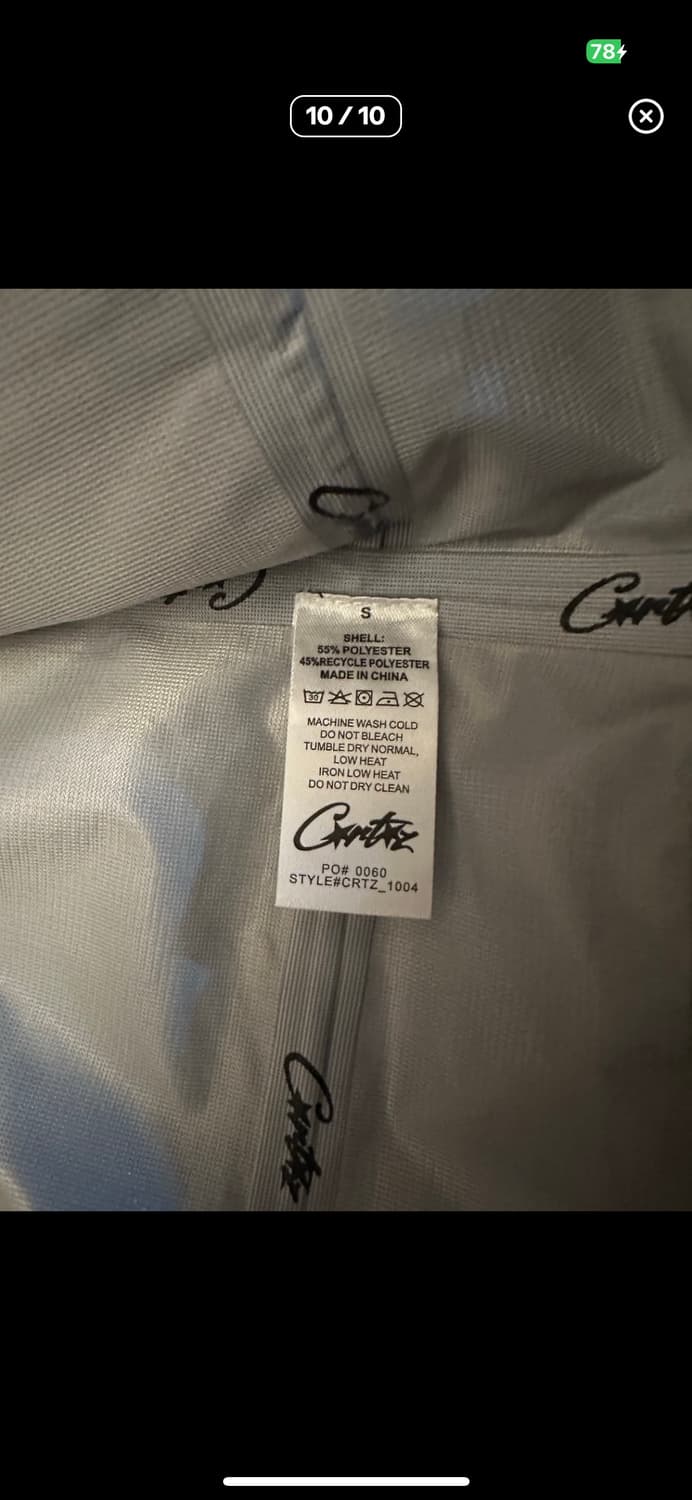 78
10 / 10
S
SHELL:
55% POLYESTER
45%RECYCLE POLYESTER
MADE IN CHINA
30
MACHINE WASH COLD
DO NOT BLEACH
TUMBLE DRY NORMAL,
LOW HEAT
IRON LOW HEAT
DO NOT DRY CLEAN
Corteiz
PO# 0060
STYLE#CRTZ_1004